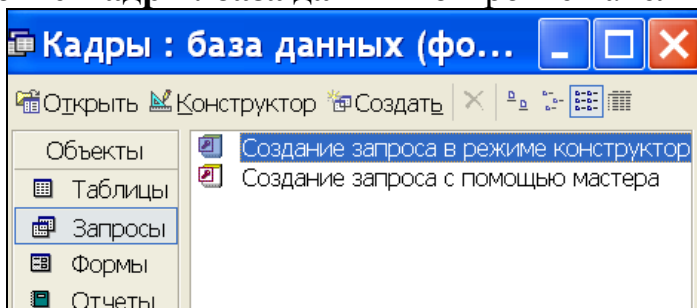 Кадры : база данных (фо...
Открыть Конструктор Создать
Объекты
Создание запроса в режиме конструктор
Таблицы
Создание запроса с помощью мастера
Запросы
Формы
Отчеты